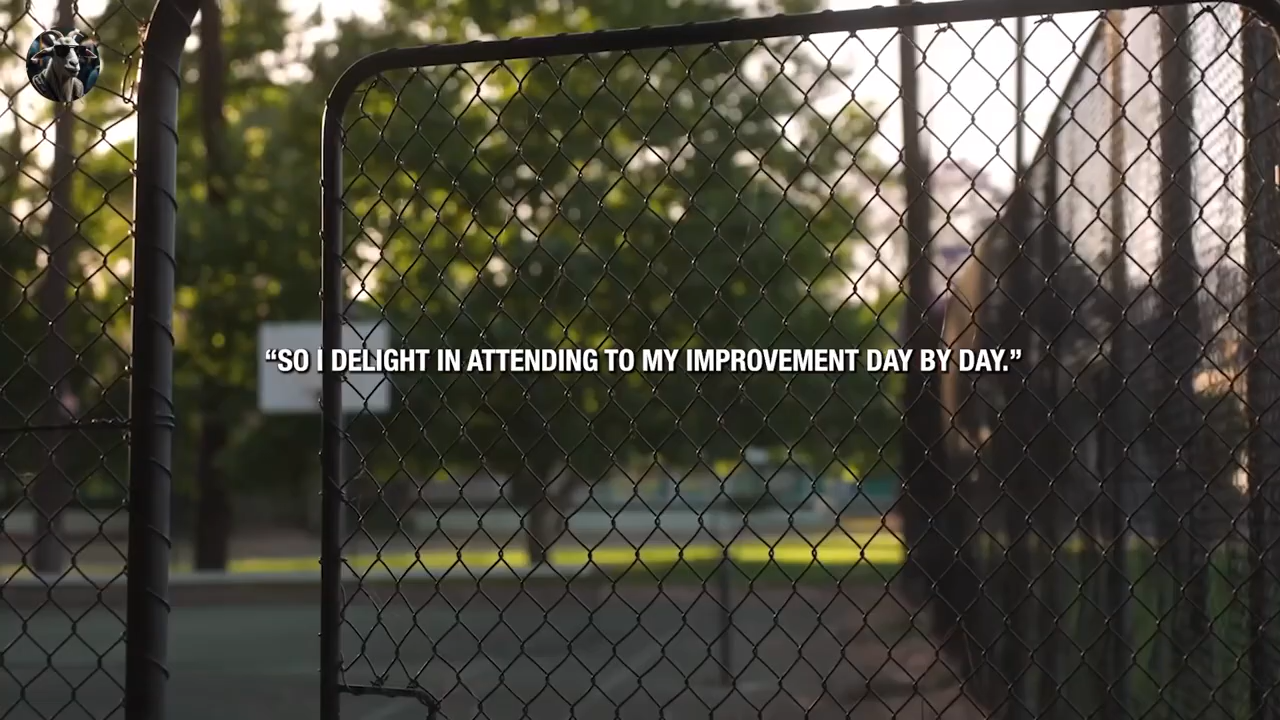 “SO I DELIGHT IN ATTENDING TO MY IMPROVEMENT DAY BY DAY.”